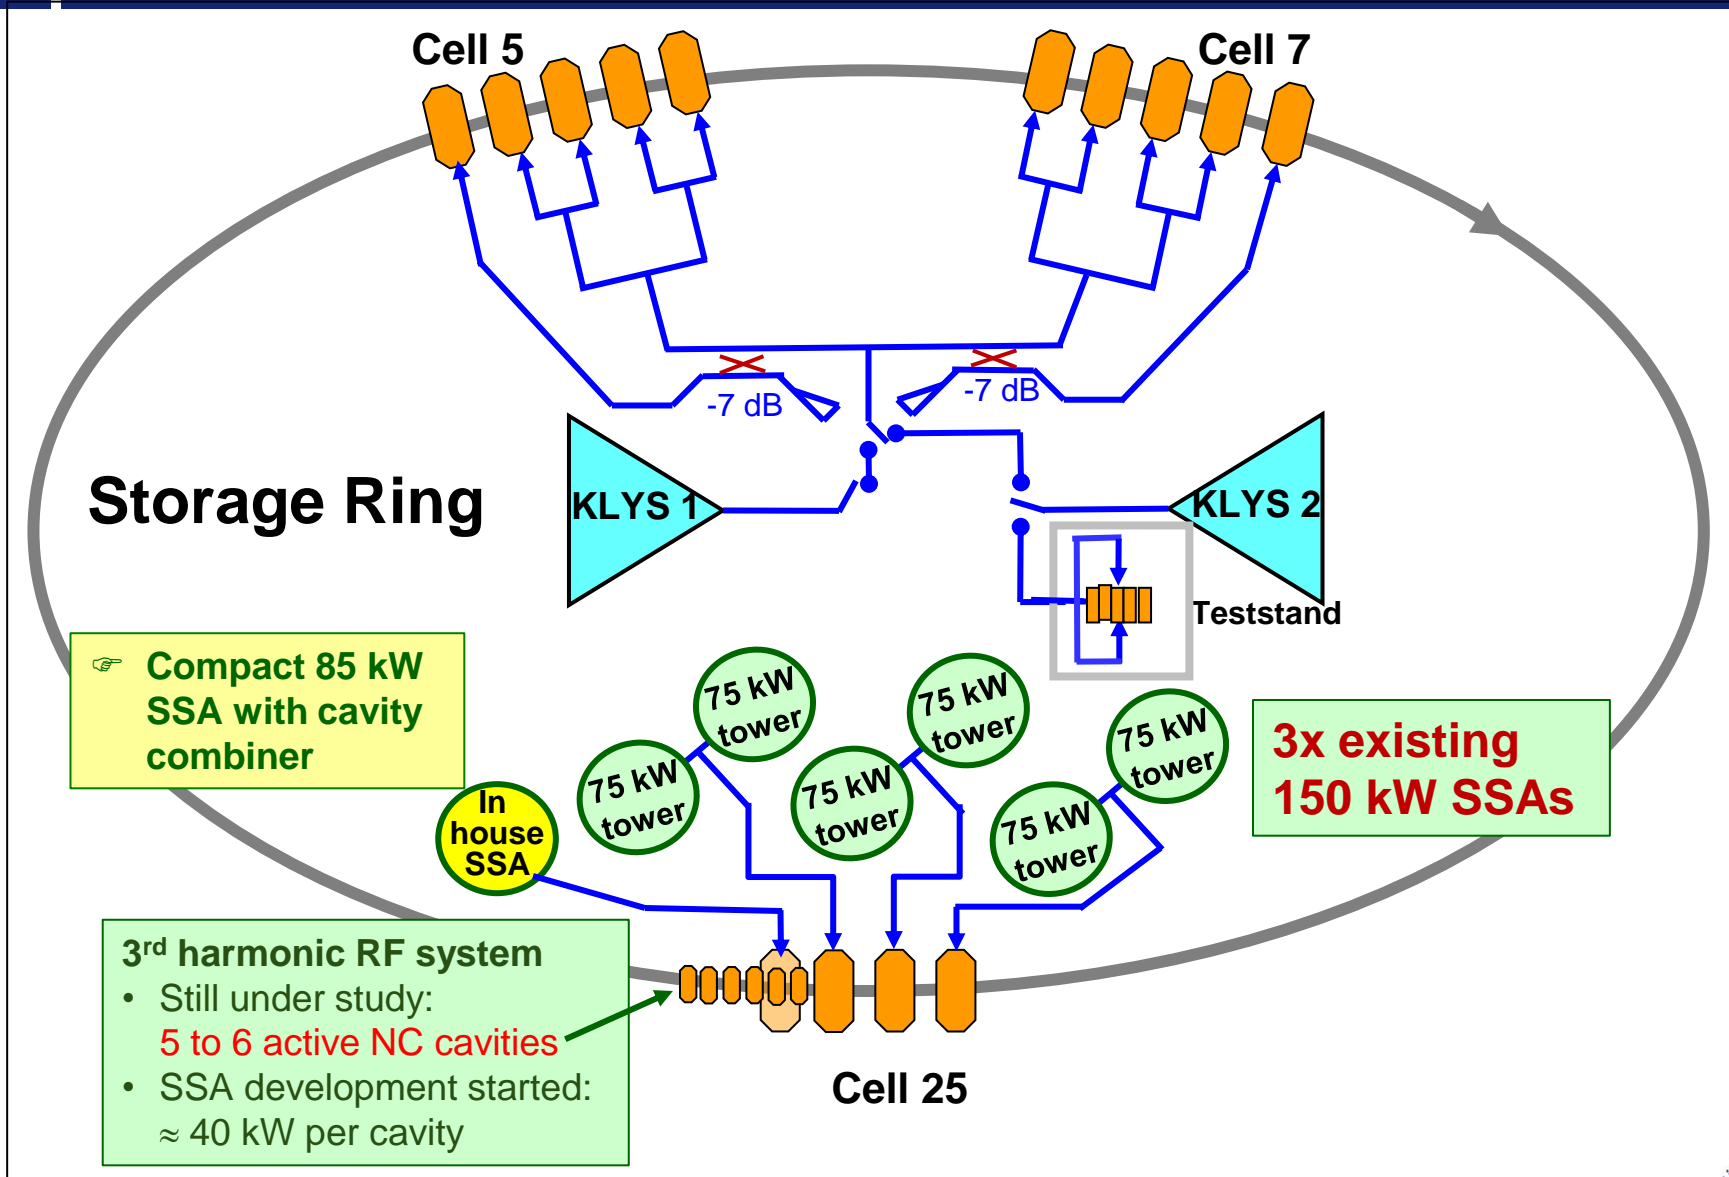 Cell 5
Cell 7
-7 dB
-7 dB
Storage Ring
KLYS 1
KLYS 2
Teststand
☞ Compact 85 kW
SSA with cavity
combiner
75 kW
tower
75 kW
tower
75 kW
tower
75 kW
tower
75 kW
tower
75 kW
tower
3x existing
150 kW SSAs
In
house
SSA
3rd harmonic RF system
• Still under study:
5 to 6 active NC cavities
• SSA development started:
≈ 40 kW per cavity
Cell 25